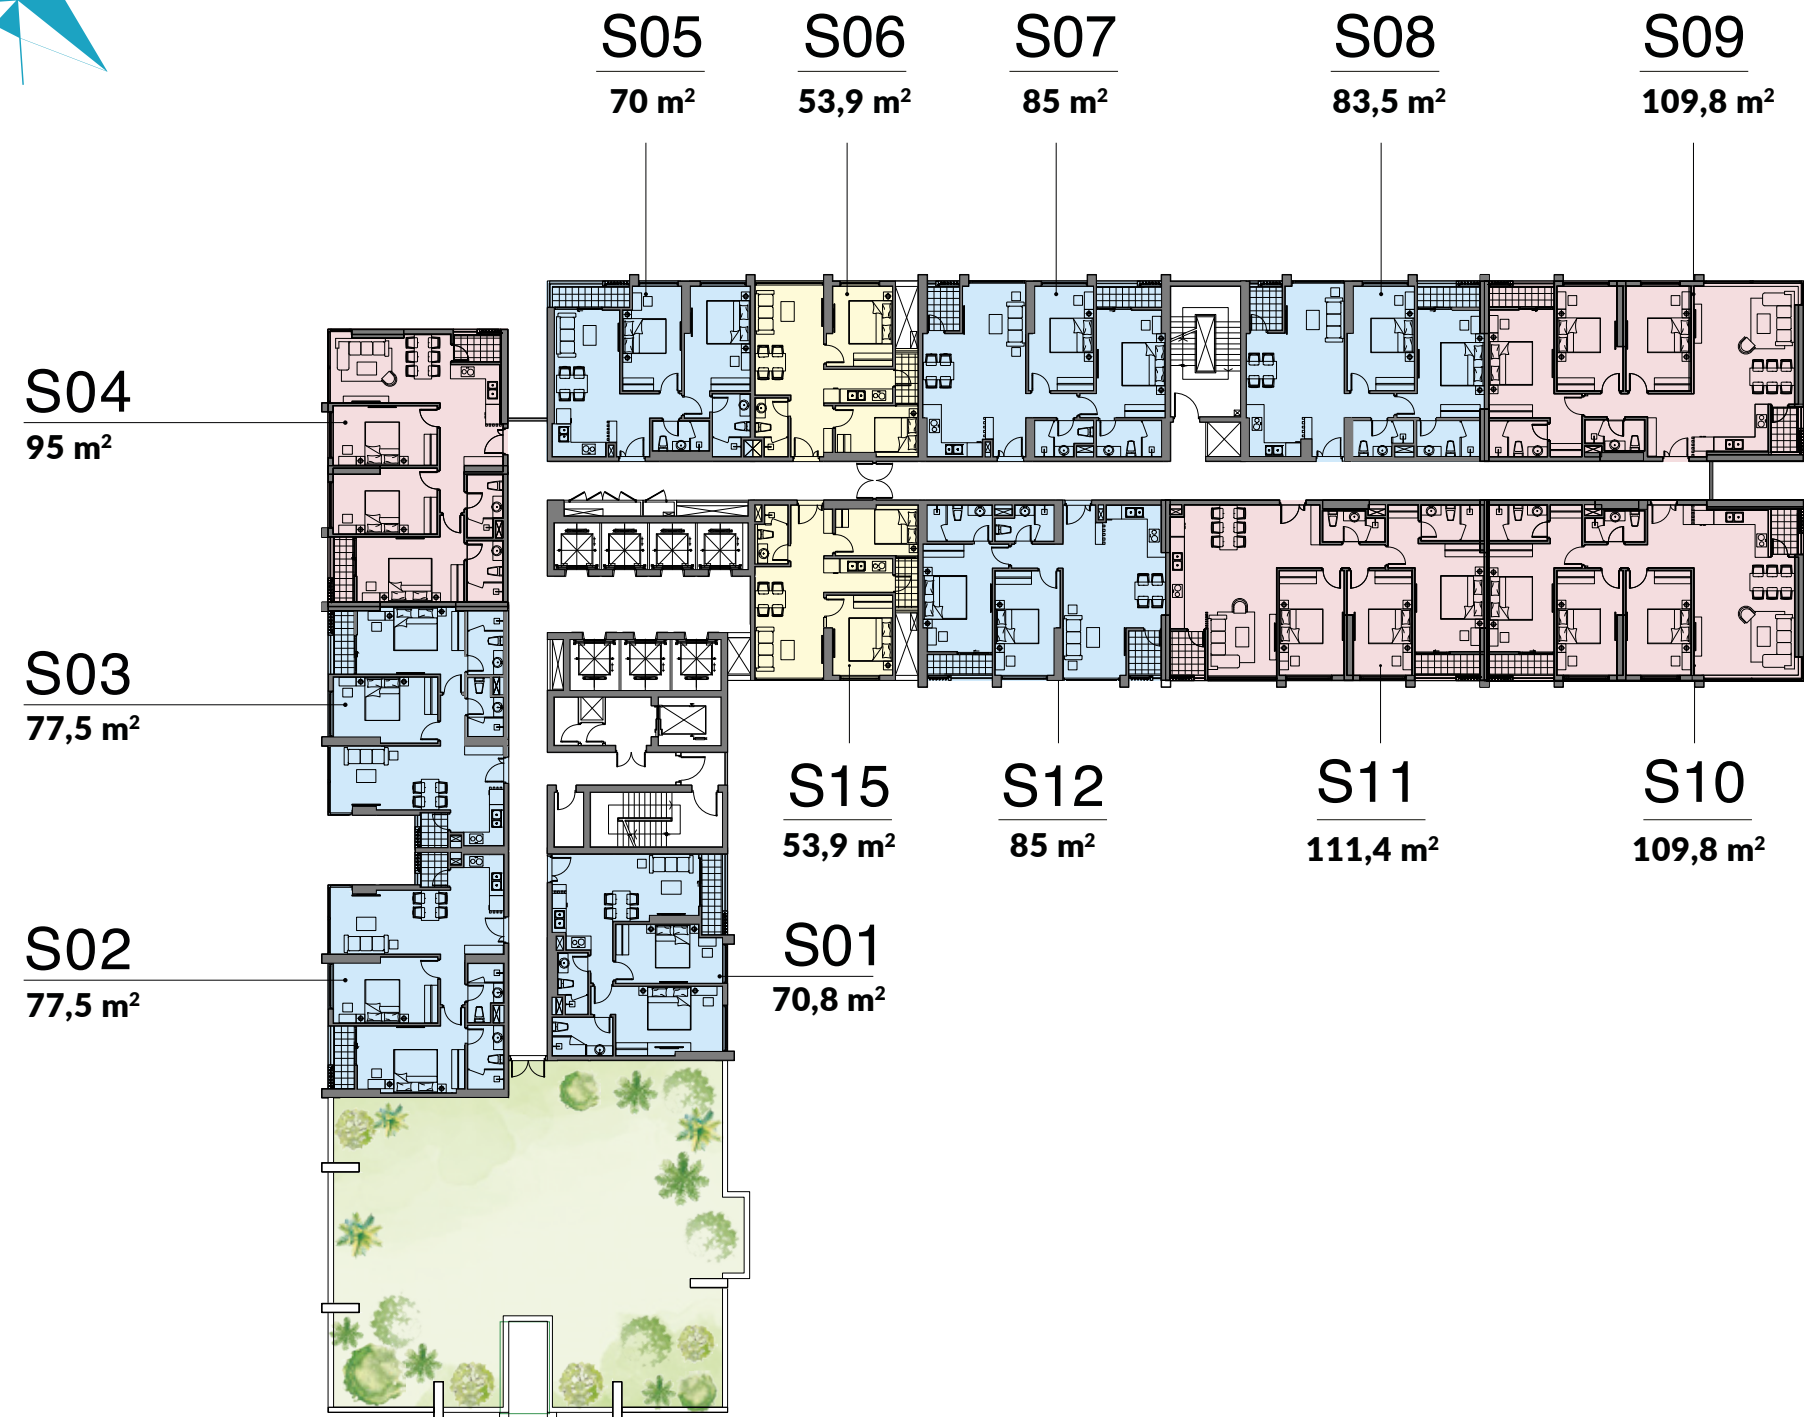 S05
70 m²
S06
53,9 m²
S07
85 m²
S08
83,5 m²
S09
109,8 m²
S04
95 m²
S03
77,5 m²
S02
77,5 m²
S15
53,9 m²
S12
85 m²
S11
111,4 m²
S10
109,8 m²
S01
70,8 m²